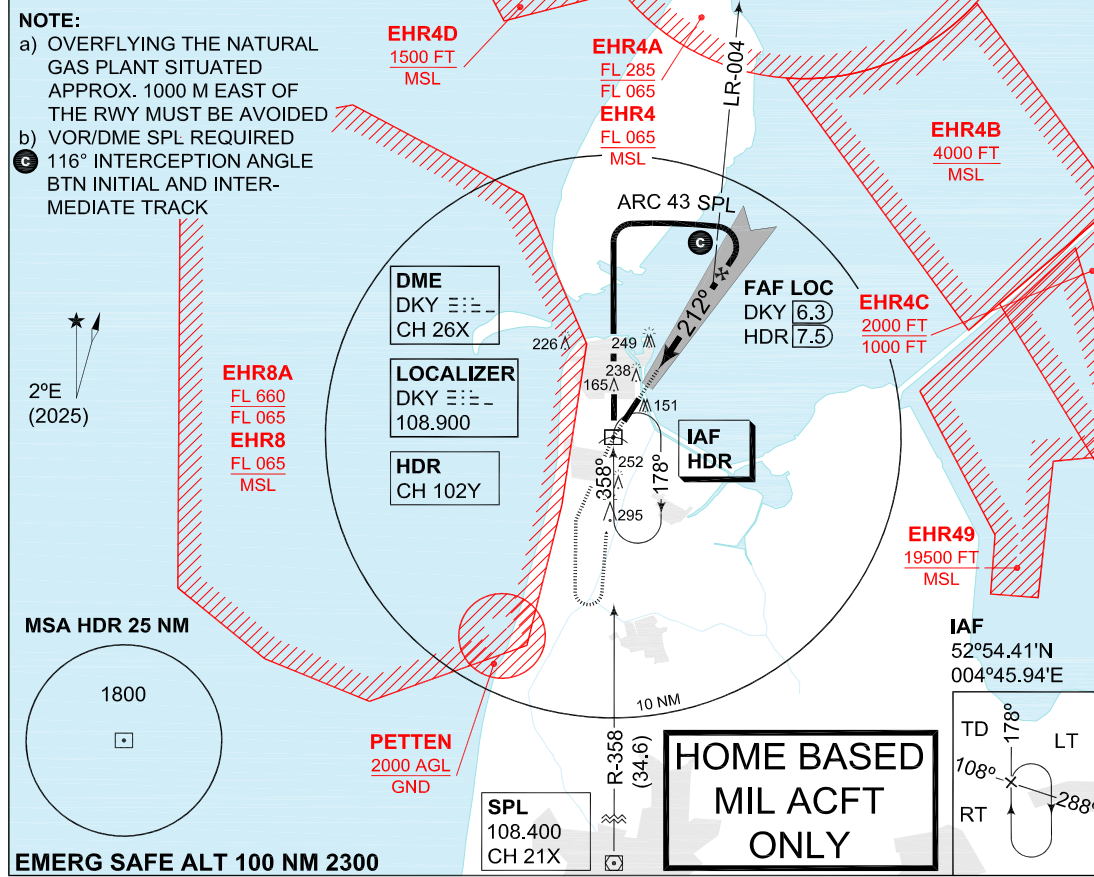 NOTE:
a) OVERFLYING THE NATURAL
GAS PLANT SITUATED
APPROX. 1000 M EAST OF
THE RWY MUST BE AVOIDED
b) VOR/DME SPL REQUIRED
C 116° INTERCEPTION ANGLE
BTN INITIAL AND INTER-
MEDIATE TRACK
EHR4D
1500 FT
MSL
EHR4A
FL 285
FL 065
EHR4
FL 065
MSL
LR-004
EHR4B
4000 FT
MSL
ARC 43 SPL
C
212°
FAF LOC
DKY 6.3
HDR 7.5
EHR4C
2000 FT
1000 FT
DME
DKY
CH 26X
LOCALIZER
DKY
108.900
HDR
CH 102Y
226
249
238
165
151
252
295
358°
178°
IAF
HDR
2°E
(2025)
EHR8A
FL 660
FL 065
EHR8
FL 065
MSL
EHR49
19500 FT
MSL
MSA HDR 25 NM
1800
EMERG SAFE ALT 100 NM 2300
PETTEN
2000 AGL
GND
10 NM
R-358
(34.6)
SPL
108.400
CH 21X
HOME BASED
MIL ACFT
ONLY
IAF
52°54.41'N
004°45.94'E
TD
178°
LT
108°
288°
RT